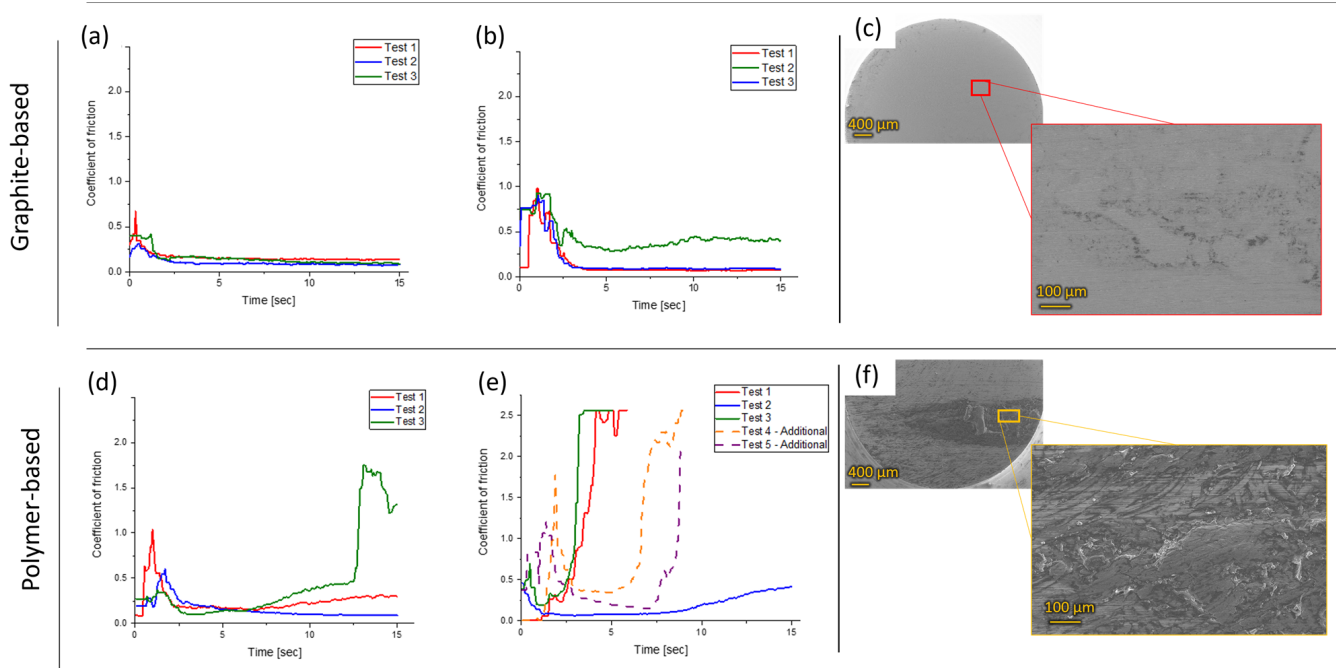 Graphite-based
(a)
Test 1
Test 2
Test 3
Coefficient of friction
2.5
2.0
1.5
1.0
0.5
0.0
0
5
10
15
Time [sec]
(b)
Test 1
Test 2
Test 3
Coefficient of friction
2.5
2.0
1.5
1.0
0.5
0.0
0
5
10
15
Time [sec]
(c)
400 µm
100 µm
Polymer-based
(d)
Test 1
Test 2
Test 3
Coefficient of friction
2.5
2.0
1.5
1.0
0.5
0.0
0
5
10
15
Time [sec]
(e)
Test 1
Test 2
Test 3
Test 4 - Additional
Test 5 - Additional
Coefficient of friction
2.5
2.0
1.5
1.0
0.5
0.0
0
5
10
15
Time [sec]
(f)
400 µm
100 µm